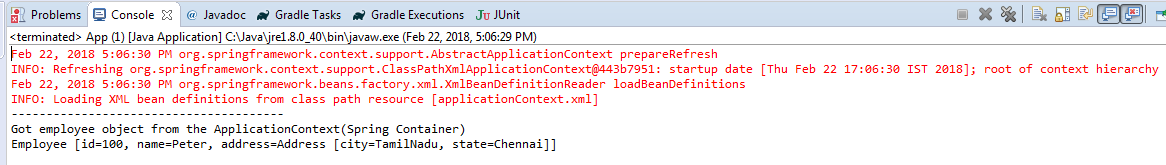 Problems Console @ Javadoc Gradle Tasks Gradle Executions JUnit
<terminated> App (1) [Java Application] C:\Java\jre1.8.0_40\bin\javaw.exe (Feb 22, 2018, 5:06:29 PM)
Feb 22, 2018 5:06:30 PM org.springframework.context.support.AbstractApplicationContext prepareRefresh
INFO: Refreshing org.springframework.context.support.ClassPathXmlApplicationContext@443b7951: startup date [Thu Feb 22 17:06:30 IST 2018]; root of context hierarchy
Feb 22, 2018 5:06:30 PM org.springframework.beans.factory.xml.XmlBeanDefinitionReader loadBeanDefinitions
INFO: Loading XML bean definitions from class path resource [applicationContext.xml]
---------------------------------------
Got employee object from the ApplicationContext(Spring Container)
Employee [id=100, name=Peter, address=Address [city=TamilNadu, state=Chennai]]